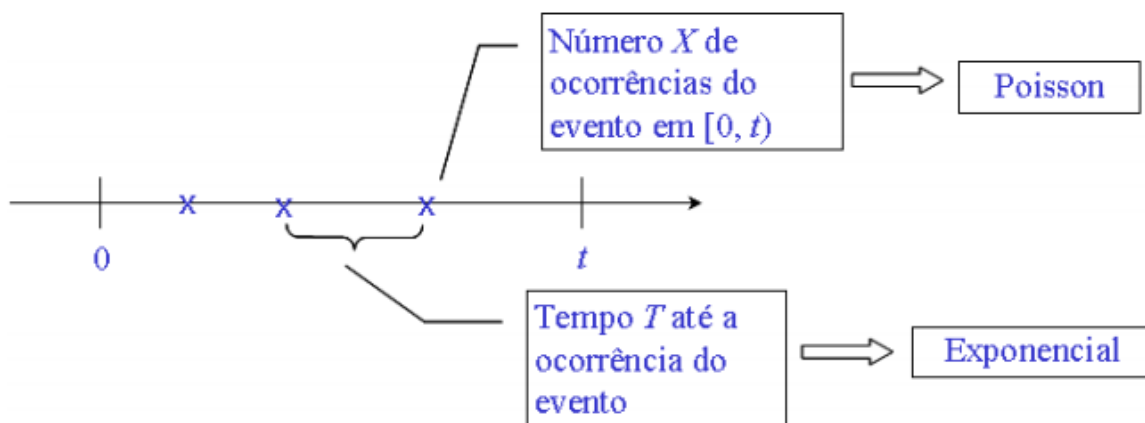 Número X de
ocorrências do
evento em [0, t)
Poisson
x
x
x
0
t
Tempo T até a
ocorrência do
evento
Exponencial